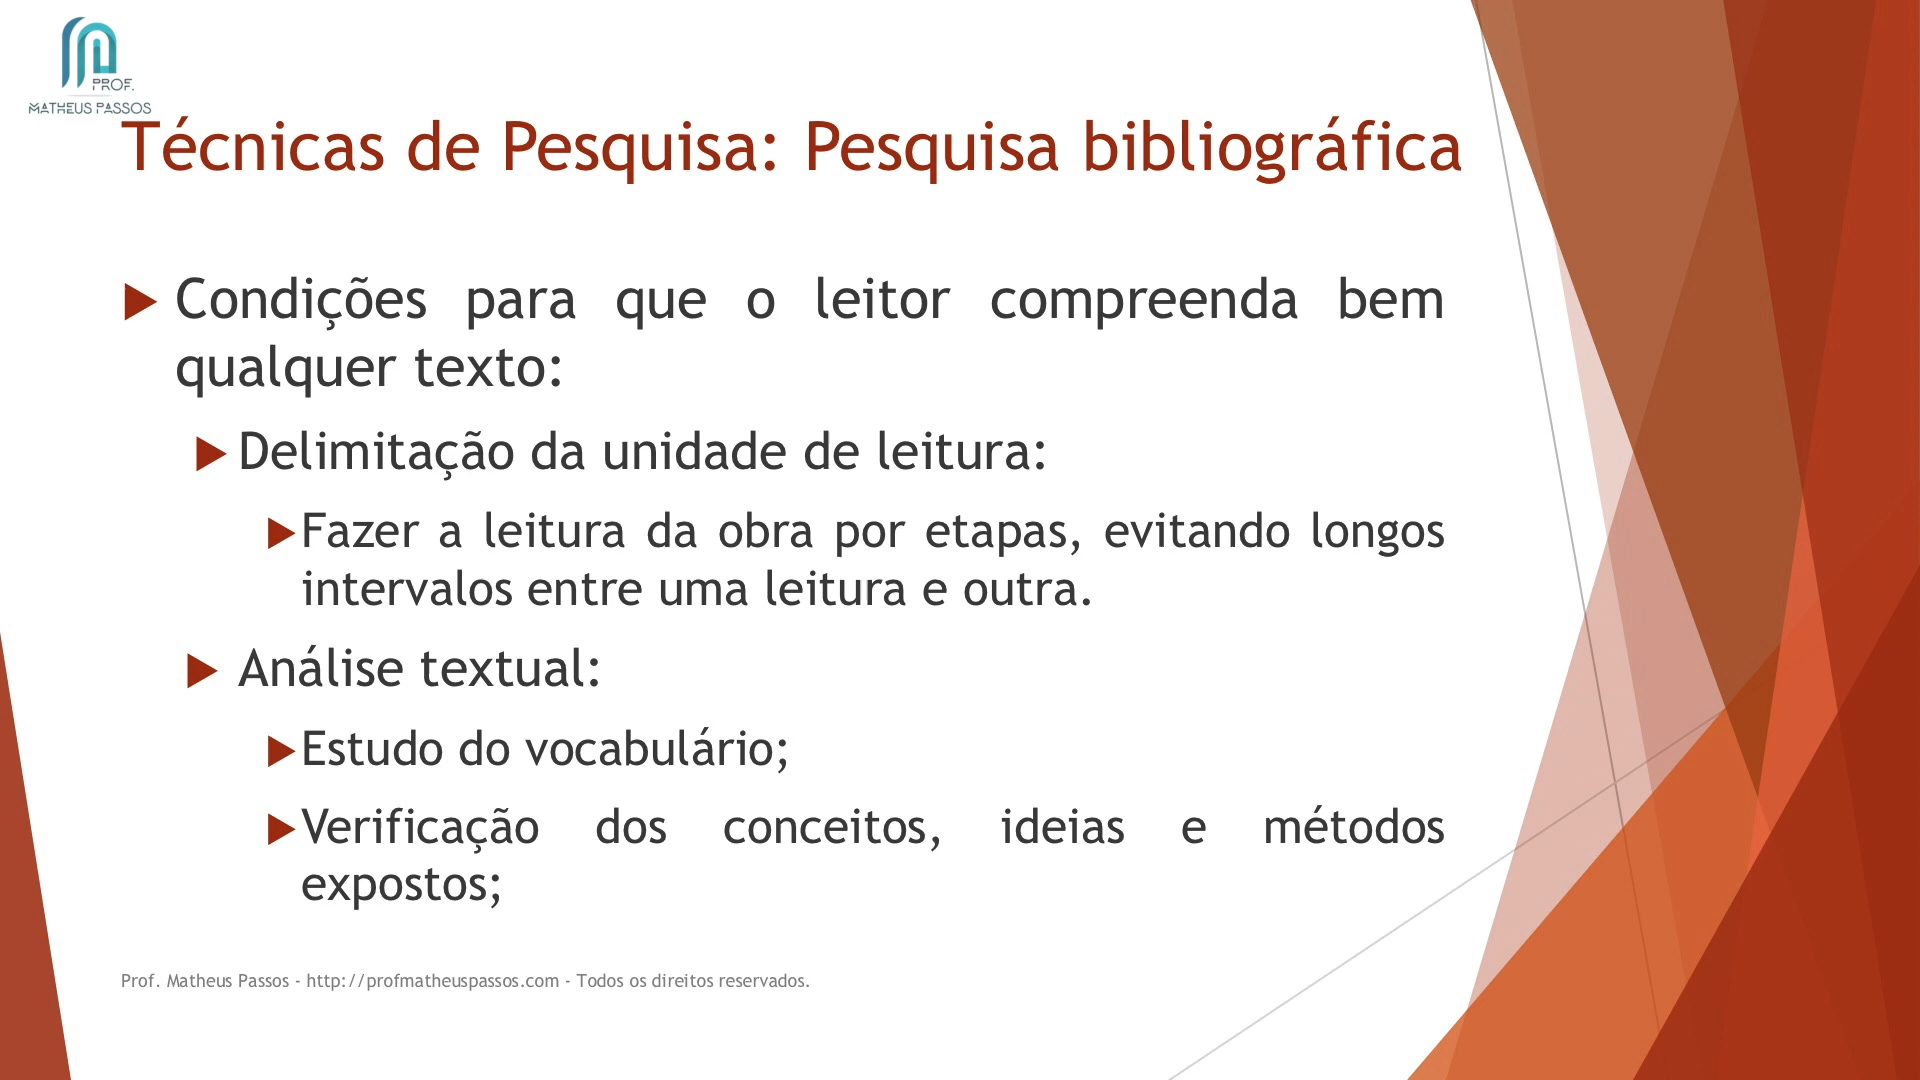 PROF.
MATHEUS PASSOS
Técnicas de Pesquisa: Pesquisa bibliográfica
Condições para que o leitor compreenda bem
qualquer texto:
Delimitação da unidade de leitura:
Fazer a leitura da obra por etapas, evitando longos
intervalos entre uma leitura e outra.
Análise textual:
Estudo do vocabulário;
Verificação dos conceitos, ideias e métodos
expostos;
Prof. Matheus Passos - http://profmatheuspassos.com - Todos os direitos reservados.